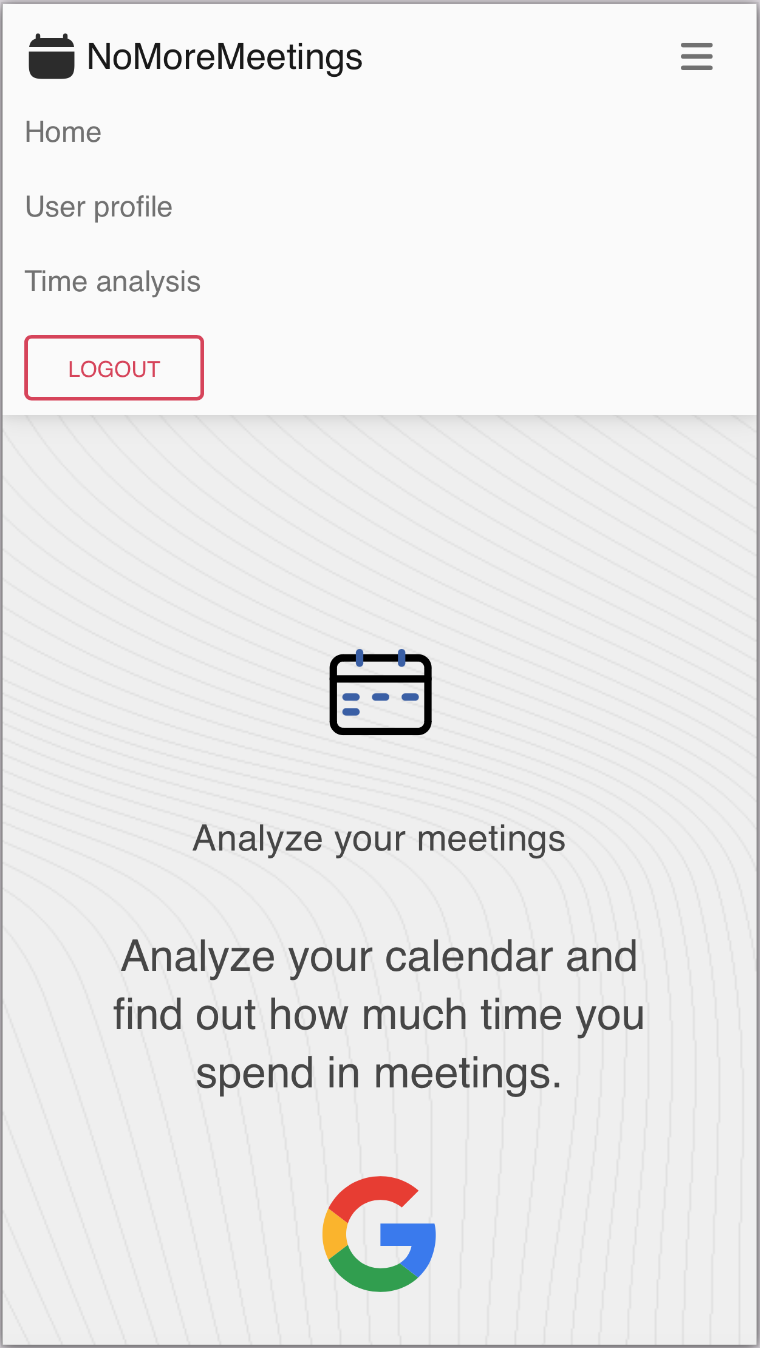 NoMoreMeetings
Home
User profile
Time analysis
LOGOUT
Analyze your meetings
Analyze your calendar and
find out how much time you
spend in meetings.